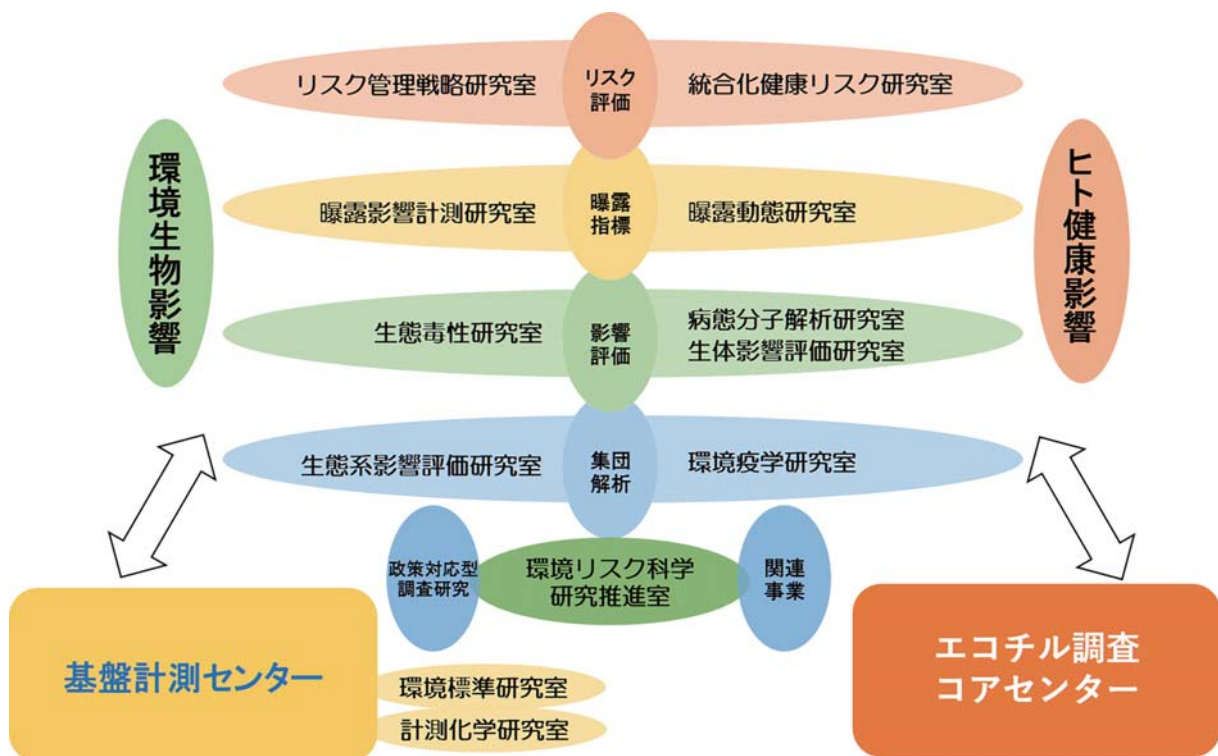 リスク管理戦略研究室
リスク
評価
統合化健康リスク研究室
環境生物影響
ヒト健康影響
曝露影響計測研究室
曝露
指標
曝露動態研究室
生態毒性研究室
影響
評価
病態分子解析研究室
生体影響評価研究室
生態系影響評価研究室
集団
解析
環境疫学研究室
政策対応型
調査研究
環境リスク科学
研究推進室
関連
事業
基盤計測センター
環境標準研究室
計測化学研究室
エコチル調査
コアセンター